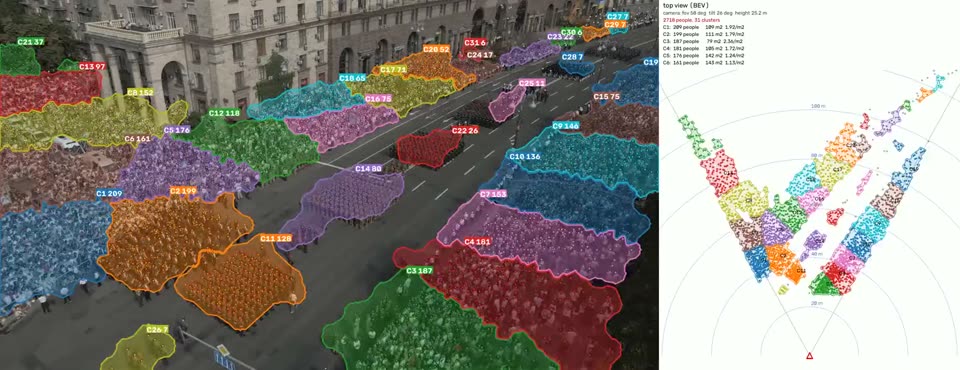 top view (BEV)
camera: fov 58 deg tilt 26 deg height 25.2 m
2718 people, 31 clusters
C1: 209 people 109 m2 1.92/m2
C2: 199 people 111 m2 1.79/m2
C3: 187 people 79 m2 2.36/m2
C4: 181 people 105 m2 1.72/m2
C5: 176 people 142 m2 1.24/m2
C6: 161 people 143 m2 1.13/m2
C27 7
C29 7
C30 6
C31 6
C21 37
C20 52
C24 17
C28 7
C19
C13 97
C17 71
C18 65
C25 11
C8 152
C16 75
C15 75
C12 118
C9 146
C5 176
C22 26
C6 161
C10 136
C14 80
C1 209
C2 199
C7 153
C11 128
C4 181
C3 187
C26 7
100 m
40 m
20 m